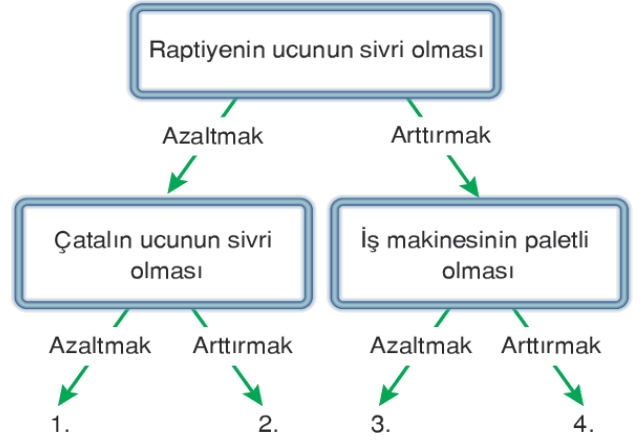 Raptiyenin ucunun sivri olması
Azaltmak
Arttırmak
Çatalın ucunun sivri
olması
İş makinesinin paletli
olması
Azaltmak
Arttırmak
Azaltmak
Arttırmak
1.
2.
3.
4.